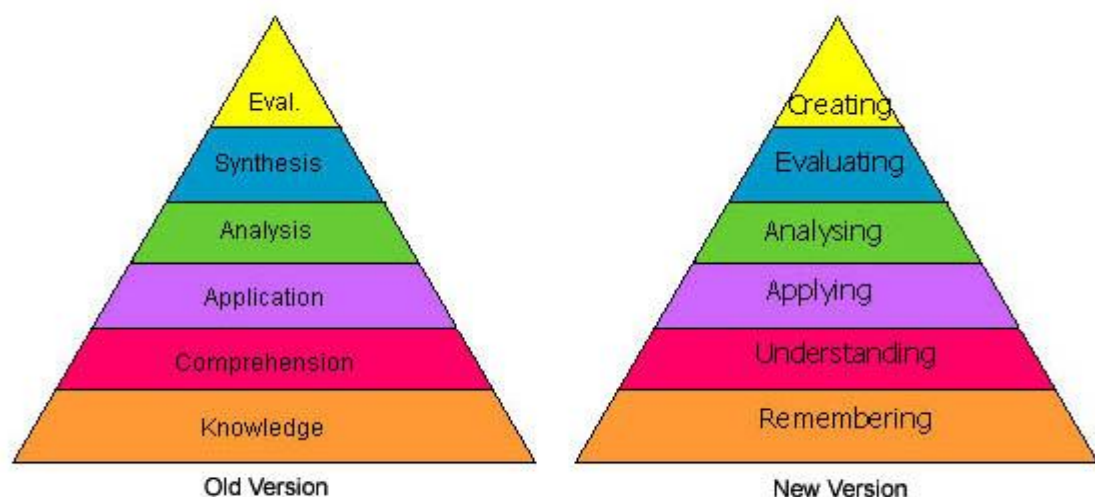 Eval.
Synthesis
Analysis
Application
Comprehension
Knowledge
Old Version
Creating
Evaluating
Analysing
Applying
Understanding
Remembering
New Version